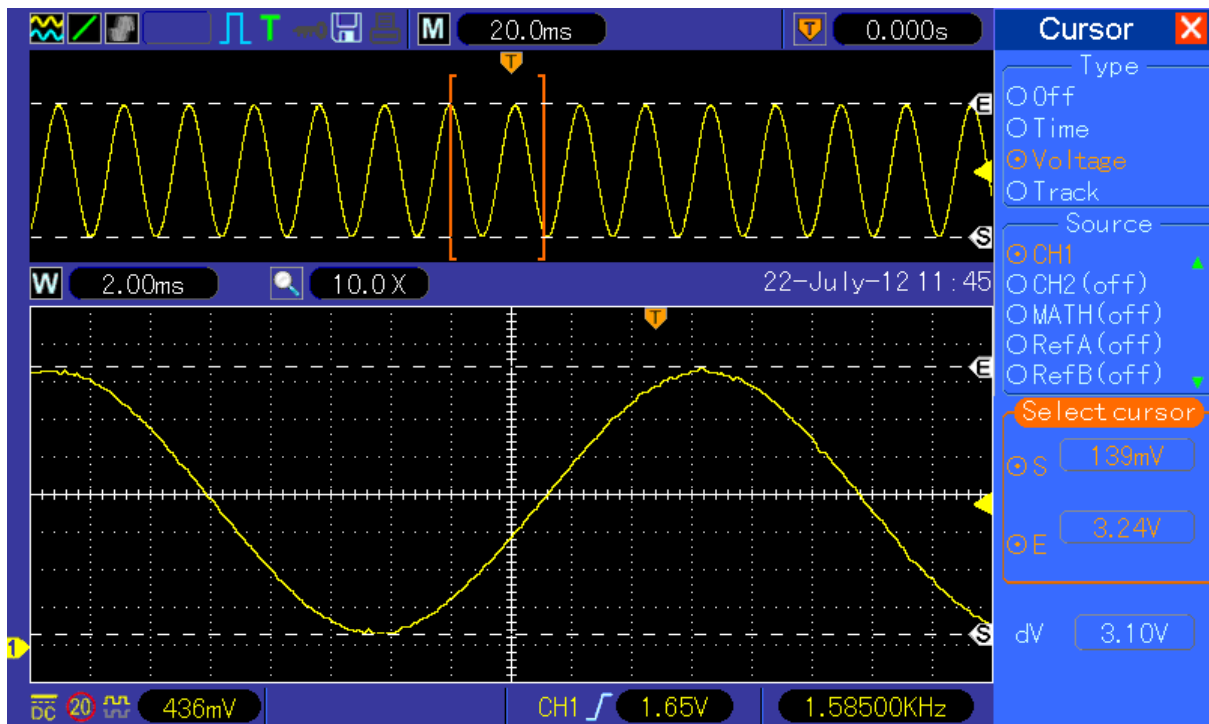 T M 20.0ms T 0.000s
Cursor X
T
Type
Off
Time
Voltage
Track
E
S
Source
CH1
CH2(off)
MATH(off)
RefA(off)
RefB(off)
W 2.00ms 10.0X 22-July-12 11:45
T
E
S
Select cursor
S 139mV
E 3.24V
dV 3.10V
1
DC 20 436mV CH1 1.65V 1.58500KHz